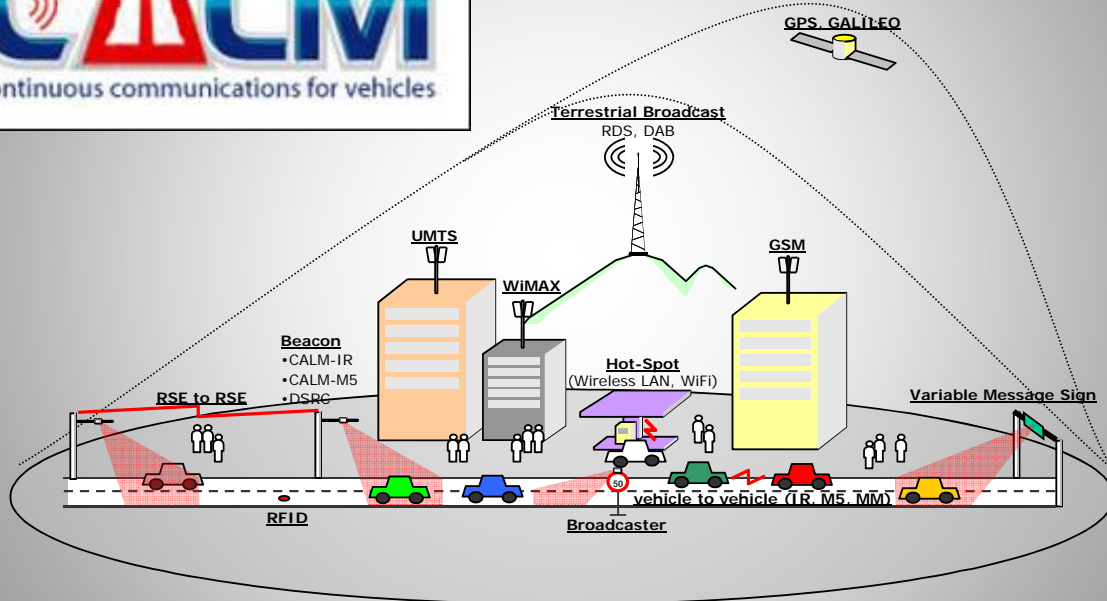 CALM
ontinuous communications for vehicles
GPS, GALILEO
Terrestrial Broadcast
RDS, DAB
UMTS
GSM
WiMAX
Beacon
•CALM-IR
•CALM-M5
•DSRC
Hot-Spot
(Wireless LAN, WiFi)
RSE to RSE
Variable Message Sign
50
vehicle to vehicle (IR, M5, MM)
RFID
Broadcaster